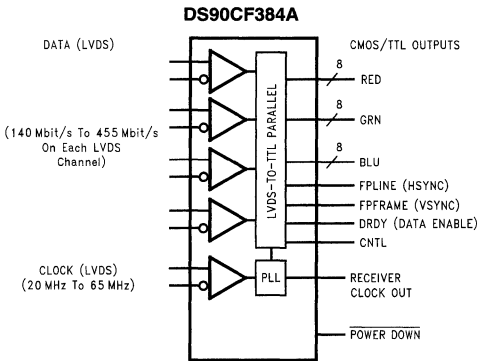 DS90CF384A
DATA (LVDS)
CMOS/TTL OUTPUTS
8
RED
8
GRN
(140 Mbit/s To 455 Mbit/s
On Each LVDS
Channel)
LVDS-TO-TTL PARALLEL
8
BLU
FPLINE (HSYNC)
FPFRAME (VSYNC)
DRDY (DATA ENABLE)
CNTL
CLOCK (LVDS)
(20 MHz To 65 MHz)
PLL
RECEIVER
CLOCK OUT
POWER DOWN